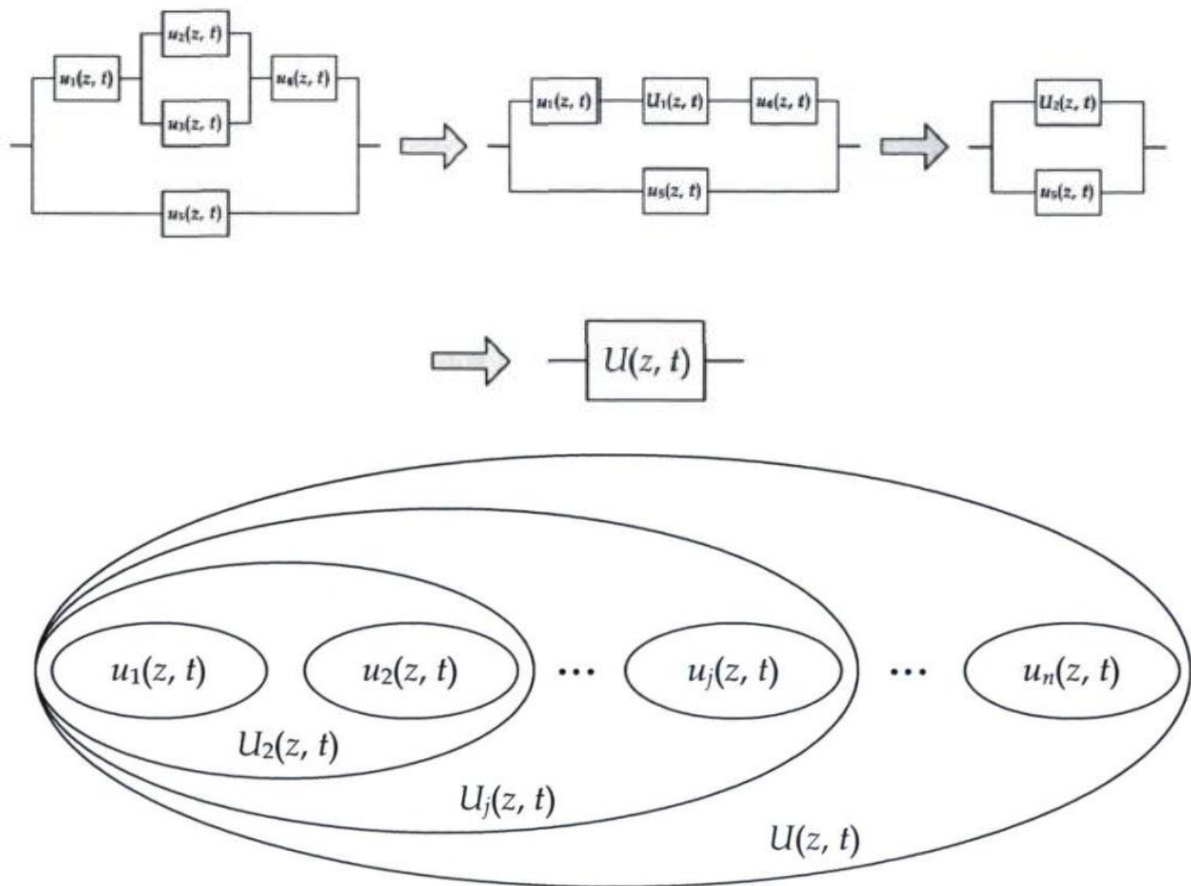 u₂(z, t)
u₁(z, t)
u₄(z, t)
u₃(z, t)
u₅(z, t)
u₁(z, t) U₁(z, t) u₄(z, t)
u₅(z, t)
U₂(z, t)
u₅(z, t)
U(z, t)
u₁(z, t) u₂(z, t) ... uⱼ(z, t) ... uₙ(z, t)
U₂(z, t)
Uⱼ(z, t)
U(z, t)